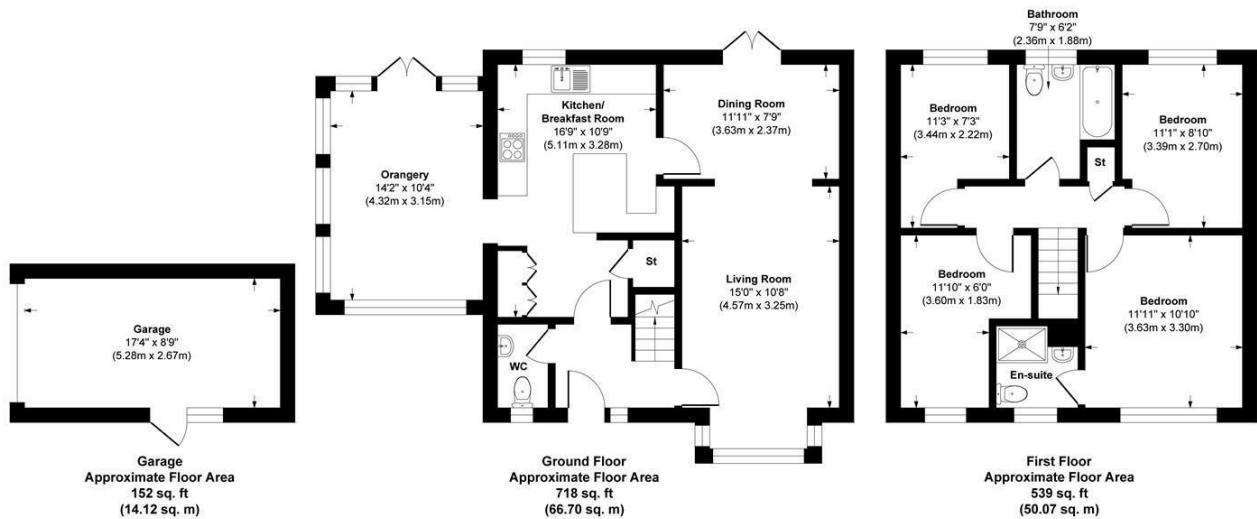 Garage
17'4" x 8'9"
(5.28m x 2.67m)
Garage
Approximate Floor Area
152 sq. ft
(14.12 sq. m)
Orangery
14'2" x 10'4"
(4.32m x 3.15m)
Kitchen/
Breakfast Room
16'9" x 10'9"
(5.11m x 3.28m)
Dining Room
11'11" x 7'9"
(3.63m x 2.37m)
St
Living Room
15'0" x 10'8"
(4.57m x 3.25m)
WC
Ground Floor
Approximate Floor Area
718 sq. ft
(66.70 sq. m)
Bathroom
7'9" x 6'2"
(2.36m x 1.88m)
Bedroom
11'3" x 7'3"
(3.44m x 2.22m)
Bedroom
11'1" x 8'10"
(3.39m x 2.70m)
St
Bedroom
11'10" x 6'0"
(3.60m x 1.83m)
Bedroom
11'11" x 10'10"
(3.63m x 3.30m)
En-suite
First Floor
Approximate Floor Area
539 sq. ft
(50.07 sq. m)